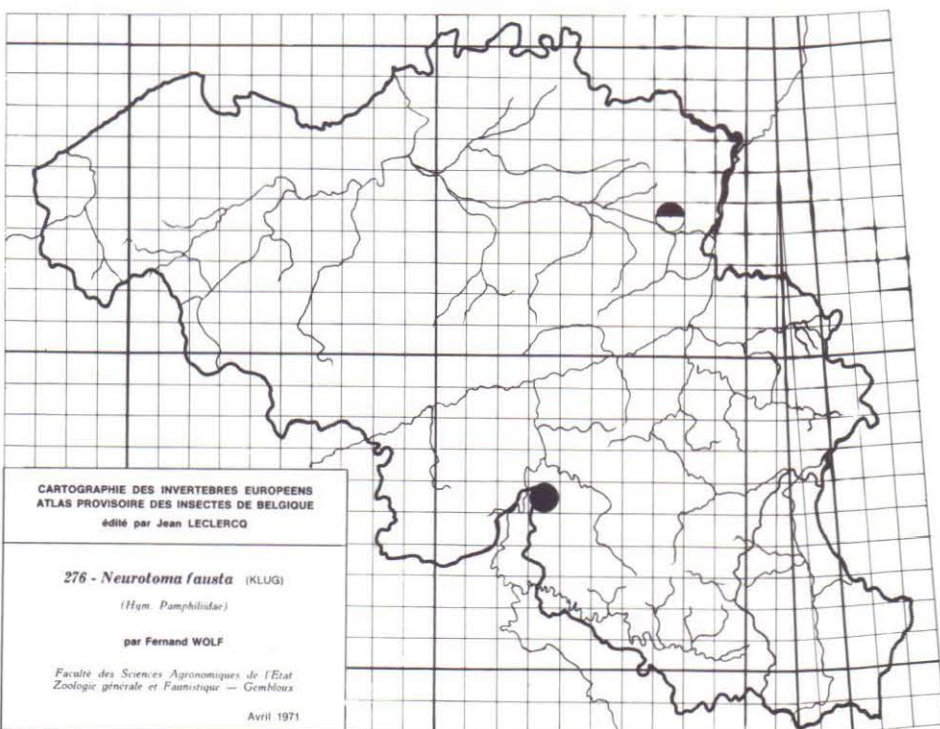 CARTOGRAPHIE DES INVERTEBRES EUROPEENS
ATLAS PROVISOIRE DES INSECTES DE BELGIQUE
édité par Jean LECLERCQ
276 - Neurotoma fausta (KLUG)
(Hym. Pamphiliidae)
par Fernand WOLF
Faculté des Sciences Agronomiques de l'Etat
Zoologie générale et Faunistique — Gembloux
Avril 1971